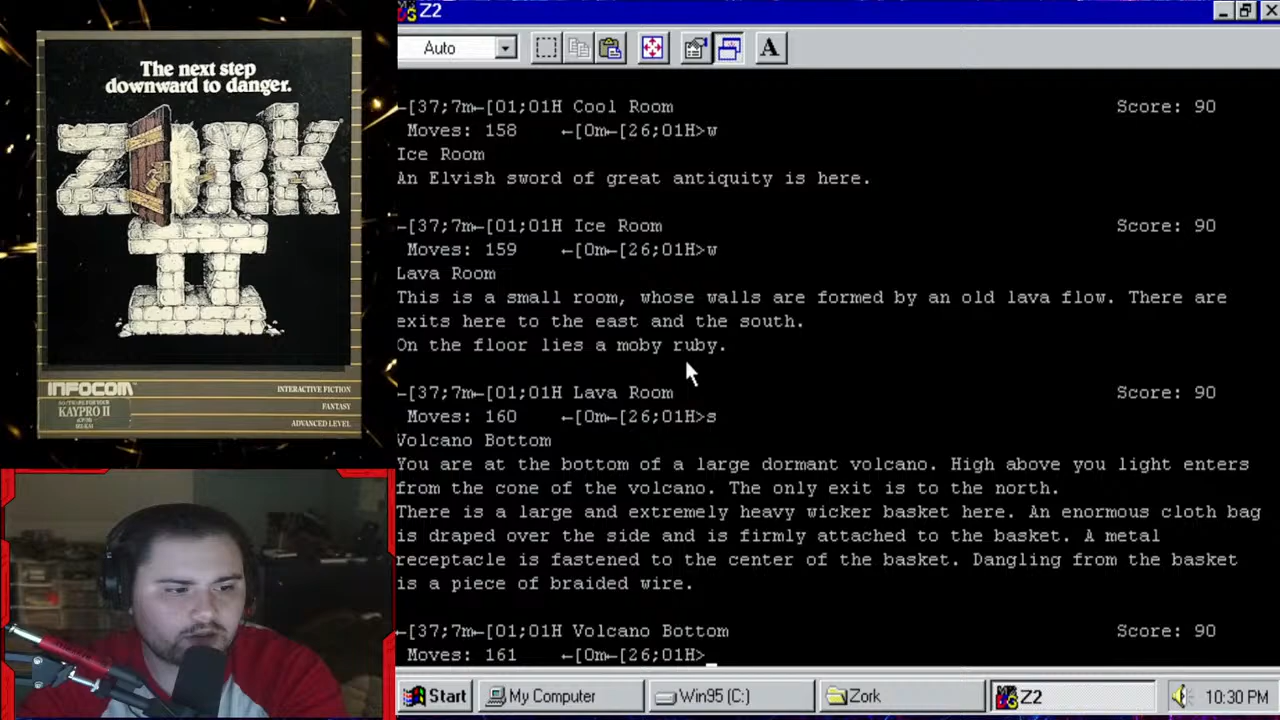 The next step
downward to danger.
ZORK
II
INFOCOM
INTERACTIVE FICTION
KAYPRO II
FANTASY
ADVANCED LEVEL
Z2
Auto
A
←[37;7m←[01;01H Cool Room Score: 90
Moves: 158 ←[0m←[26;01H>w
Ice Room
An Elvish sword of great antiquity is here.
←[37;7m←[01;01H Ice Room Score: 90
Moves: 159 ←[0m←[26;01H>w
Lava Room
This is a small room, whose walls are formed by an old lava flow. There are
exits here to the east and the south.
On the floor lies a moby ruby.
←[37;7m←[01;01H Lava Room Score: 90
Moves: 160 ←[0m←[26;01H>s
Volcano Bottom
You are at the bottom of a large dormant volcano. High above you light enters
from the cone of the volcano. The only exit is to the north.
There is a large and extremely heavy wicker basket here. An enormous cloth bag
is draped over the side and is firmly attached to the basket. A metal
receptacle is fastened to the center of the basket. Dangling from the basket
is a piece of braided wire.
←[37;7m←[01;01H Volcano Bottom Score: 90
Moves: 161 ←[0m←[26;01H>_
Start My Computer Win95 (C:) Zork Z2 10:30 PM